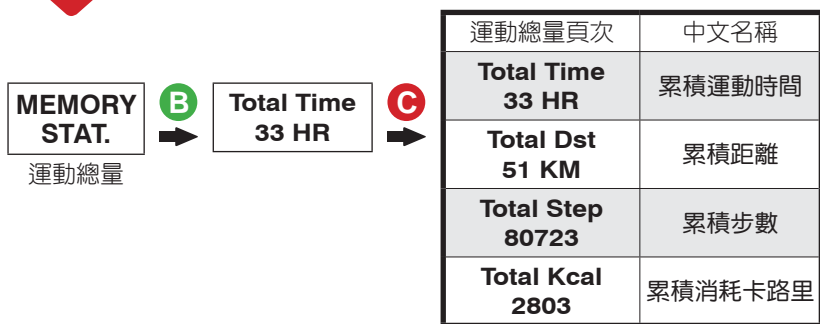 MEMORY
STAT.
運動總量
B
Total Time
33 HR
C
運動總量頁次 中文名稱
Total Time
33 HR
累積運動時間
Total Dst
51 KM
累積距離
Total Step
80723
累積步數
Total Kcal
2803
累積消耗卡路里